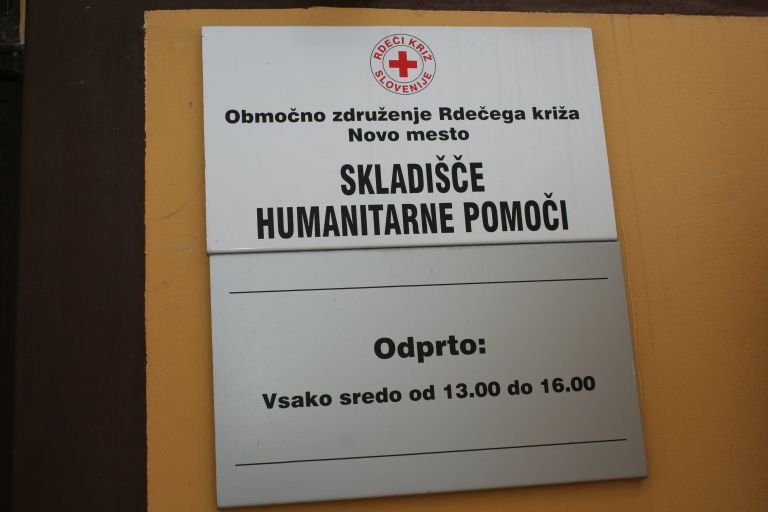 RDEČI KRIŽ
SLOVENIJE
Območno združenje Rdečega križa
Novo mesto
SKLADIŠČE
HUMANITARNE POMOČI
Odprto:
Vsako sredo od 13.00 do 16.00